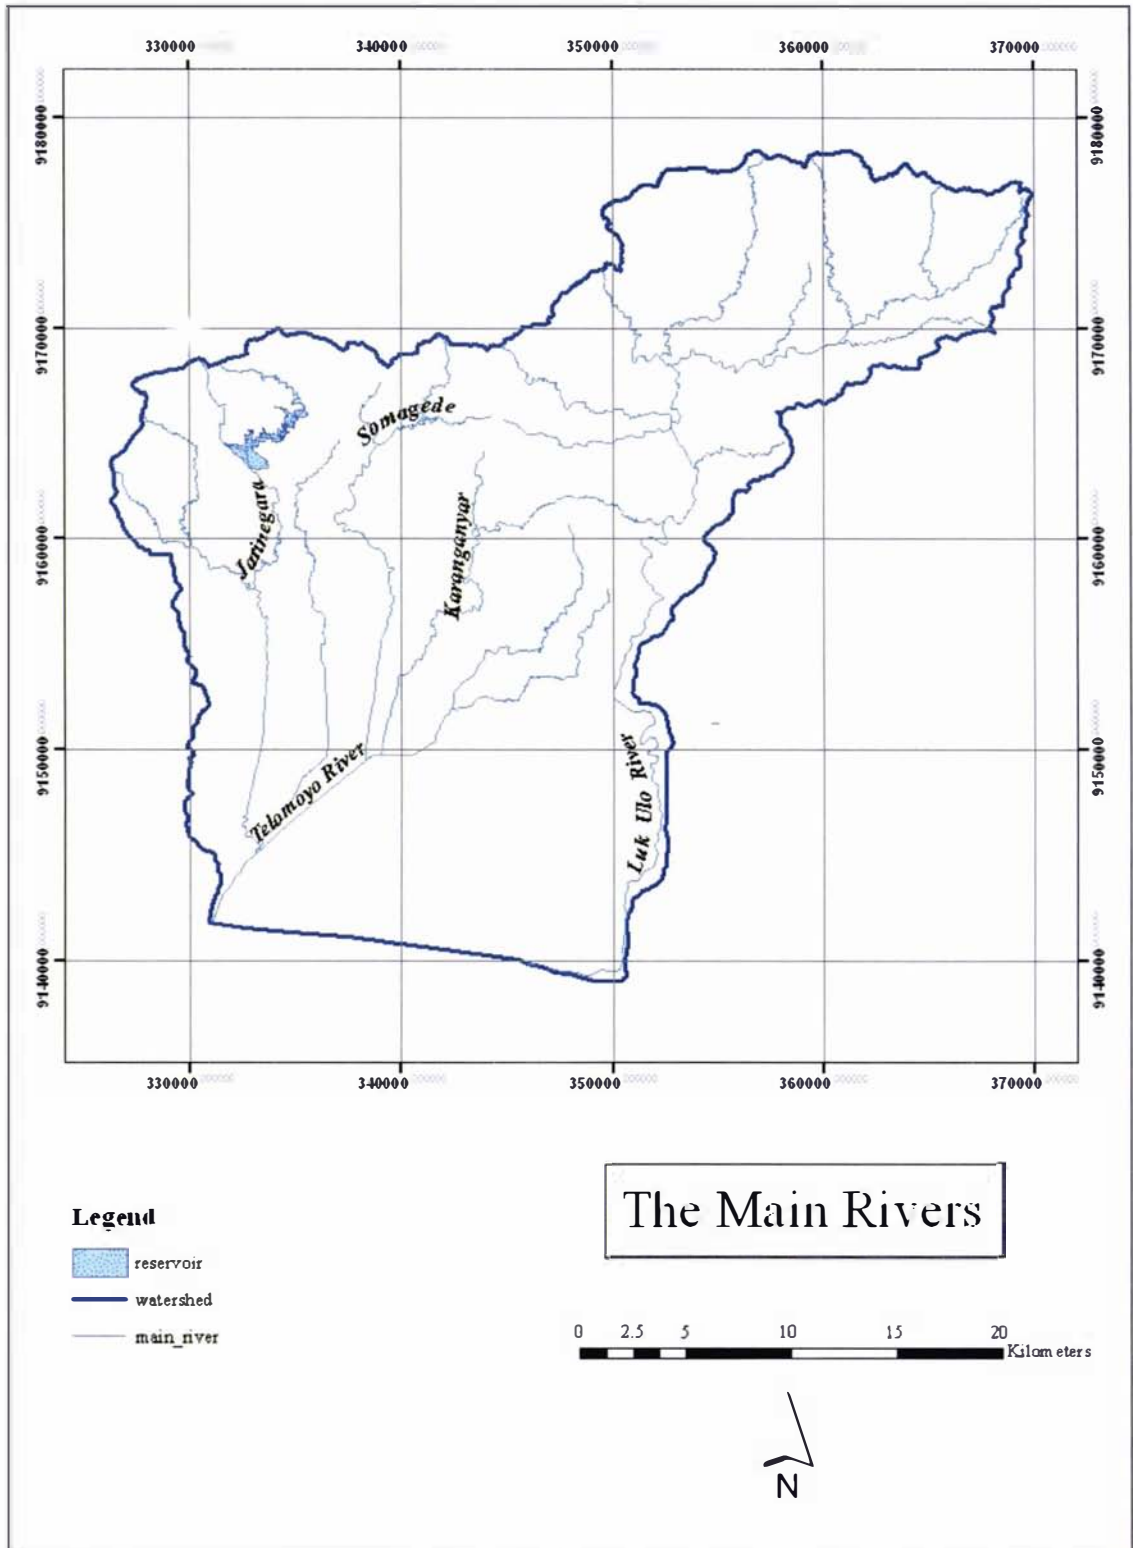 330000 340000 350000 360000 370000
9180000 9180000
9170000 9170000
Somagede
Jatinegara
Karanganyar
9160000 9160000
9150000 9150000
Telomoyo River
Luk Ulo River
9140000 9140000
330000 340000 350000 360000 370000
The Main Rivers
Legend
reservoir
watershed
main_river
0 2.5 5 10 15 20
Kilometers
N